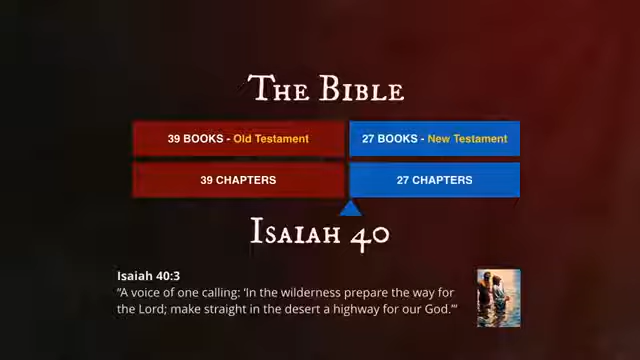 The Bible
39 BOOKS - Old Testament
27 BOOKS - New Testament
39 CHAPTERS
27 CHAPTERS
Isaiah 40
Isaiah 40:3
“A voice of one calling: ‘In the wilderness prepare the way for
the Lord; make straight in the desert a highway for our God.’”